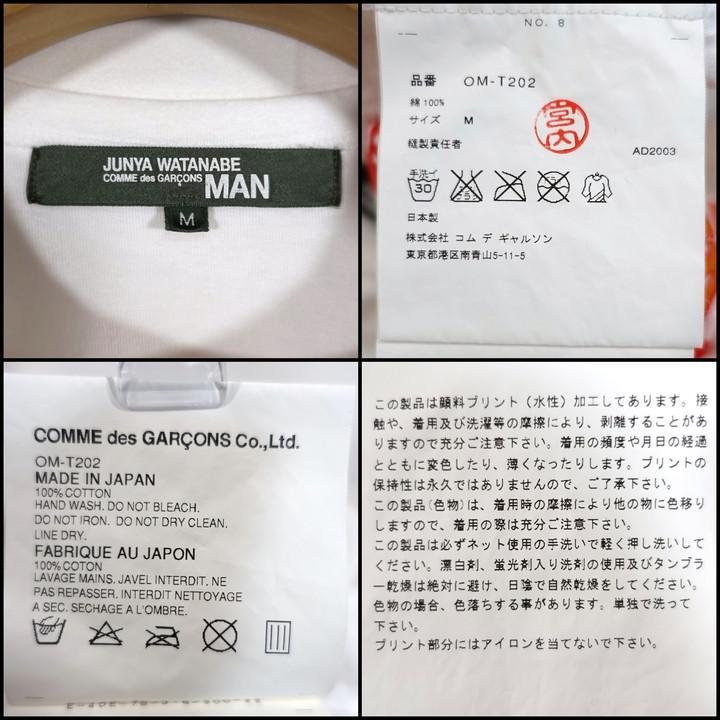 JUNYA WATANABE
COMME des GARÇONS MAN
M
NO. 8
品番 OM-T202
綿 100%
サイズ M
宮内
縫製責任者
AD2003
手洗イ
30
日本製
株式会社 コム デ ギャルソン
東京都港区南青山5-11-5
COMME des GARÇONS Co.,Ltd.
OM-T202
MADE IN JAPAN
100% COTTON
HAND WASH. DO NOT BLEACH.
DO NOT IRON. DO NOT DRY CLEAN.
LINE DRY.
FABRIQUE AU JAPON
100% COTON
LAVAGE MAINS. JAVEL INTERDIT. NE
PAS REPASSER. INTERDIT NETTOYAGE
A SEC. SECHAGE A L'OMBRE.
この製品は顔料プリント（水性）加工してあります。接
触や、着用及び洗濯等の摩擦により、剥離することがあ
りますので充分ご注意下さい。着用の頻度や月日の経過
とともに変色したり、薄くなったりします。プリントの
保持性は永久ではありませんので、ご了承下さい。
この製品（色物）は、着用時の摩擦により他の物に色移り
しますので、着用の際は充分ご注意下さい。
この製品は必ずネット使用の手洗いで軽く押し洗いして
ください。漂白剤、蛍光剤入り洗剤の使用及びタンブラ
ー乾燥は絶対に避け、日陰で自然乾燥をしてください。
色物の場合、色落ちする事があります。単独で洗って
下さい。
プリント部分にはアイロンを当てないで下さい。